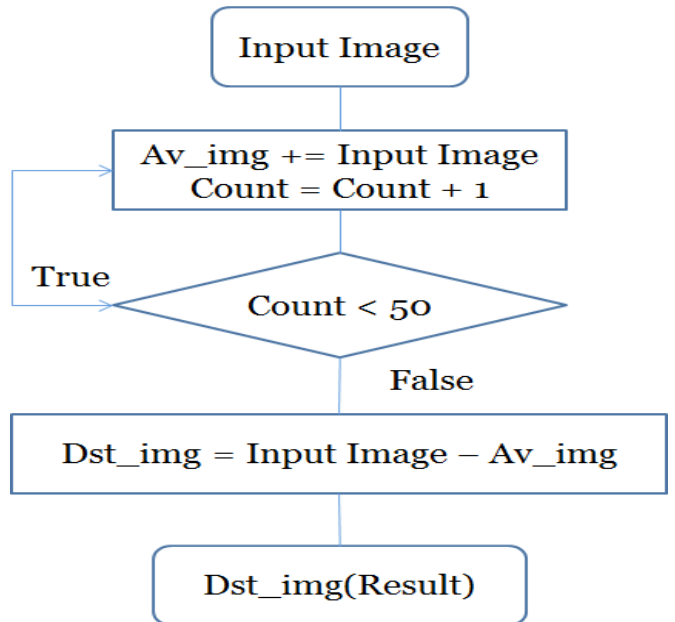 Input Image
Av_img += Input Image
Count = Count + 1
True
Count < 50
False
Dst_img = Input Image – Av_img
Dst_img(Result)